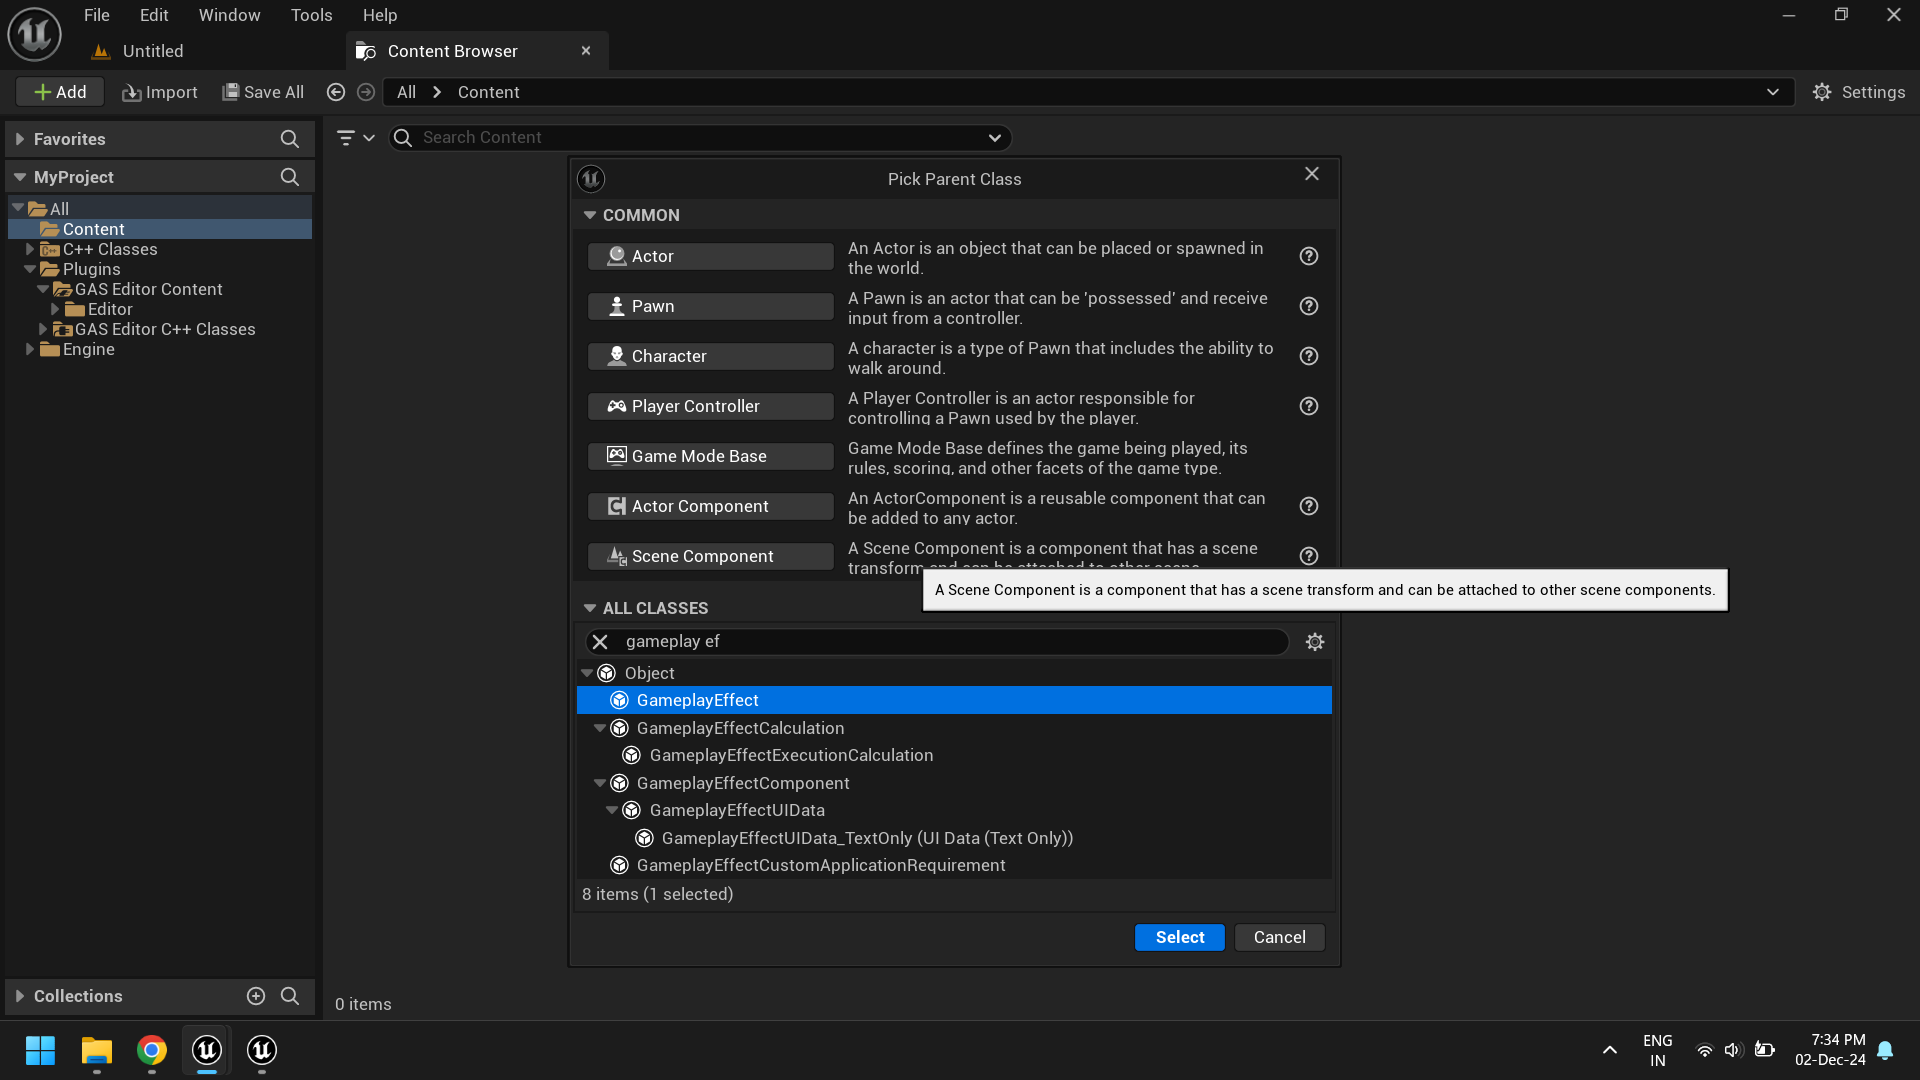 File Edit Window Tools Help
Untitled
Content Browser
Add Import Save All All Content Settings
Favorites
Search Content
MyProject
All
Content
C++ Classes
Plugins
GAS Editor Content
Editor
GAS Editor C++ Classes
Engine
Pick Parent Class
COMMON
Actor
An Actor is an object that can be placed or spawned in
the world.
Pawn
A Pawn is an actor that can be 'possessed' and receive
input from a controller.
Character
A character is a type of Pawn that includes the ability to
walk around.
Player Controller
A Player Controller is an actor responsible for
controlling a Pawn used by the player.
Game Mode Base
Game Mode Base defines the game being played, its
rules, scoring, and other facets of the game type.
Actor Component
An ActorComponent is a reusable component that can
be added to any actor.
Scene Component
A Scene Component is a component that has a scene
transform and can be attached to other scene
A Scene Component is a component that has a scene transform and can be attached to other scene components.
ALL CLASSES
gameplay ef
Object
GameplayEffect
GameplayEffectCalculation
GameplayEffectExecutionCalculation
GameplayEffectComponent
GameplayEffectUIData
GameplayEffectUIData_TextOnly (UI Data (Text Only))
GameplayEffectCustomApplicationRequirement
8 items (1 selected)
Select Cancel
Collections
0 items
ENG
IN
7:34 PM
02-Dec-24